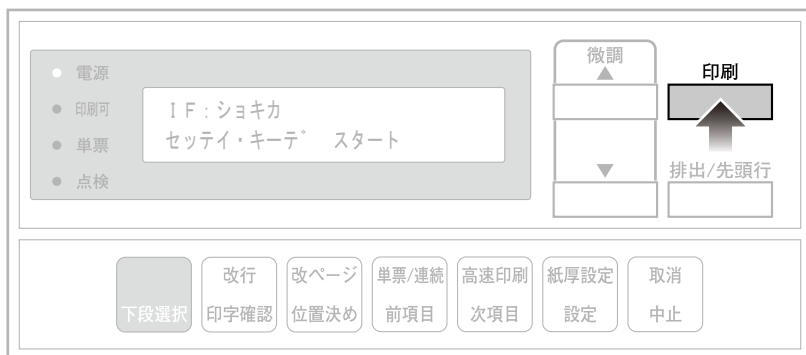 電源
印刷可
単票
点検
IF:ショキカ
セッテイ・キーデ スタート
微調
印刷
排出/先頭行
改行
改ページ
単票/連続
高速印刷
紙厚設定
取消
下段選択
印字確認
位置決め
前項目
次項目
設定
中止